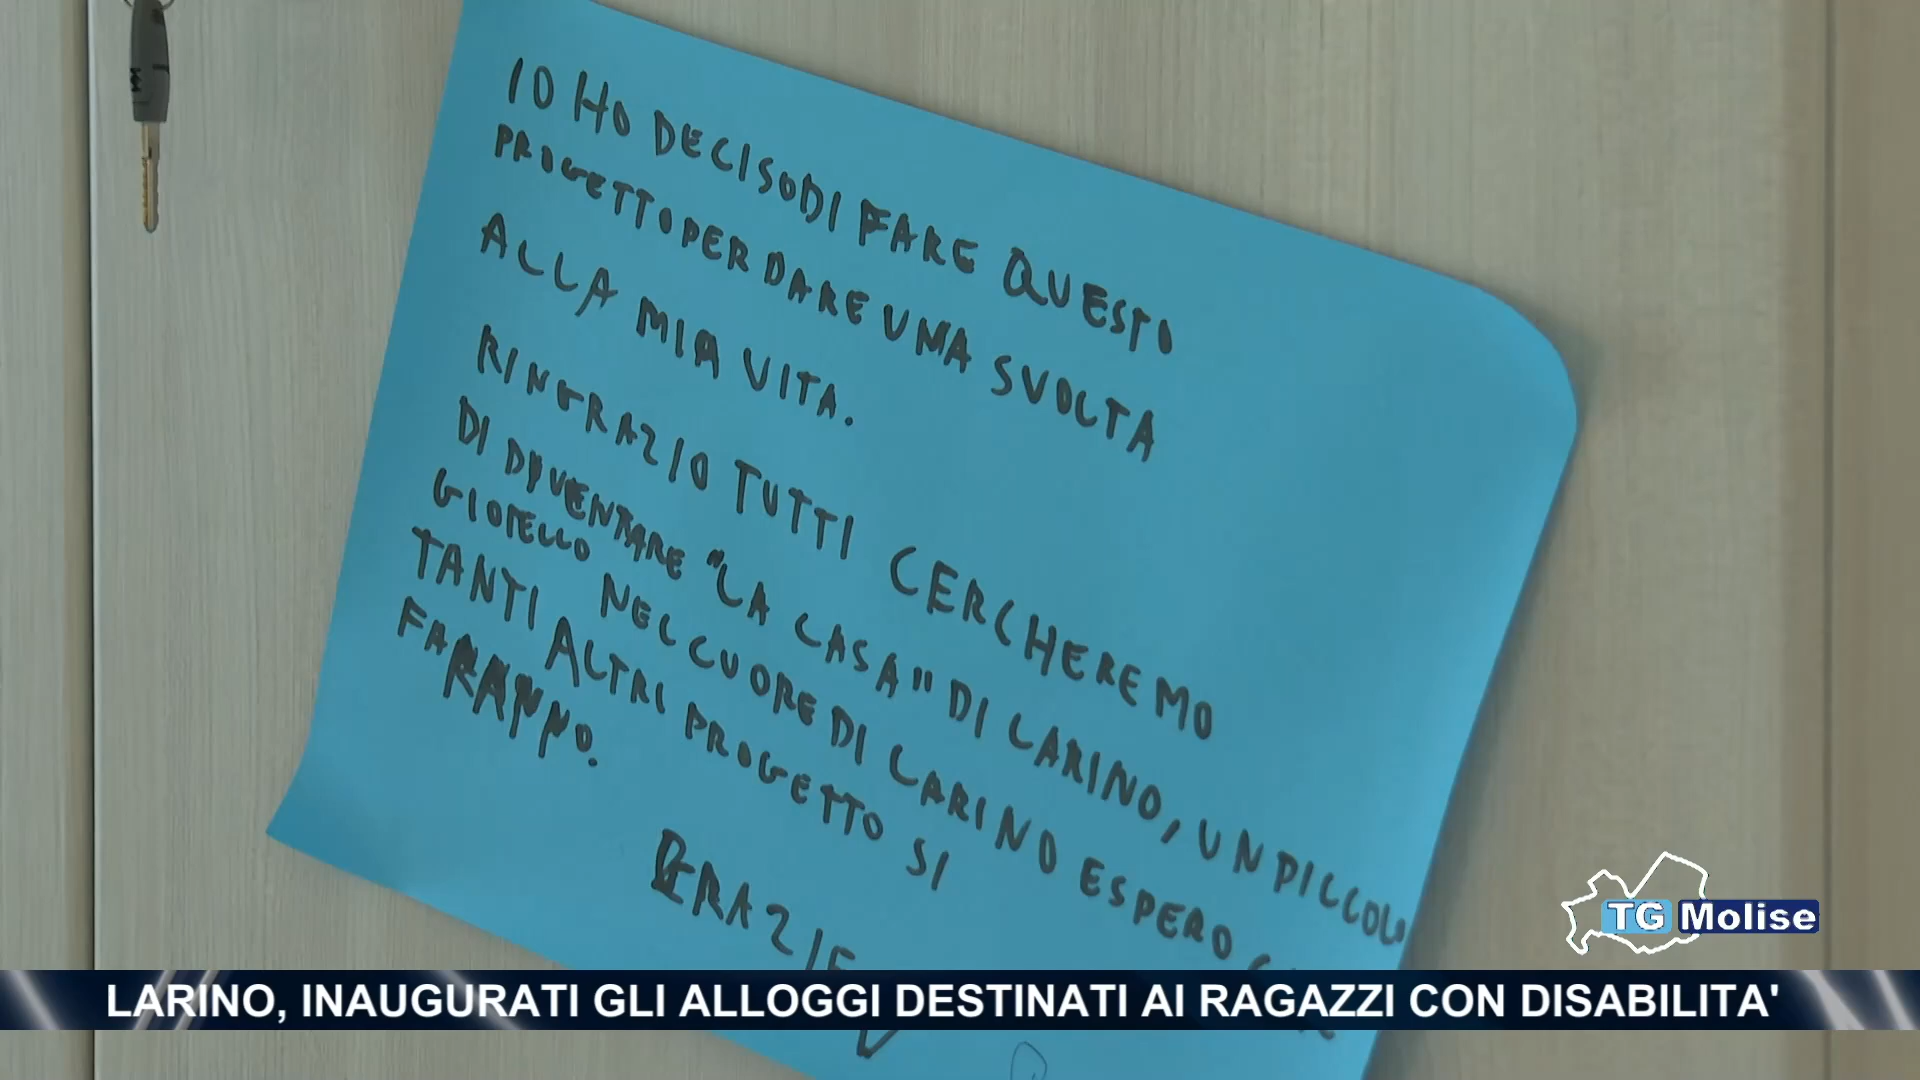 IO HO DECISO DI FARE QUESTO
PROGETTO PER DARE UNA SVOLTA
ALLA MIA VITA.
RINGRAZIO TUTTI CERCHEREMO
DI DIVENTARE "LA CASA" DI LARINO, UN PICCOLO
GIOIELLO NEL CUORE DI LARINO E SPERO
TANTI ALTRI PROGETTO SI
FARANNO.
GRAZIE
TG Molise
LARINO, INAUGURATI GLI ALLOGGI DESTINATI AI RAGAZZI CON DISABILITA'